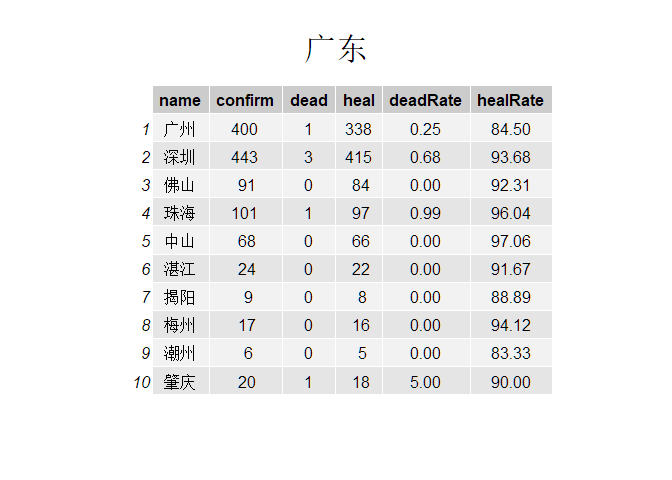 广东
name confirm dead heal deadRate healRate
1 广州 400 1 338 0.25 84.50
2 深圳 443 3 415 0.68 93.68
3 佛山 91 0 84 0.00 92.31
4 珠海 101 1 97 0.99 96.04
5 中山 68 0 66 0.00 97.06
6 湛江 24 0 22 0.00 91.67
7 揭阳 9 0 8 0.00 88.89
8 梅州 17 0 16 0.00 94.12
9 潮州 6 0 5 0.00 83.33
10 肇庆 20 1 18 5.00 90.00